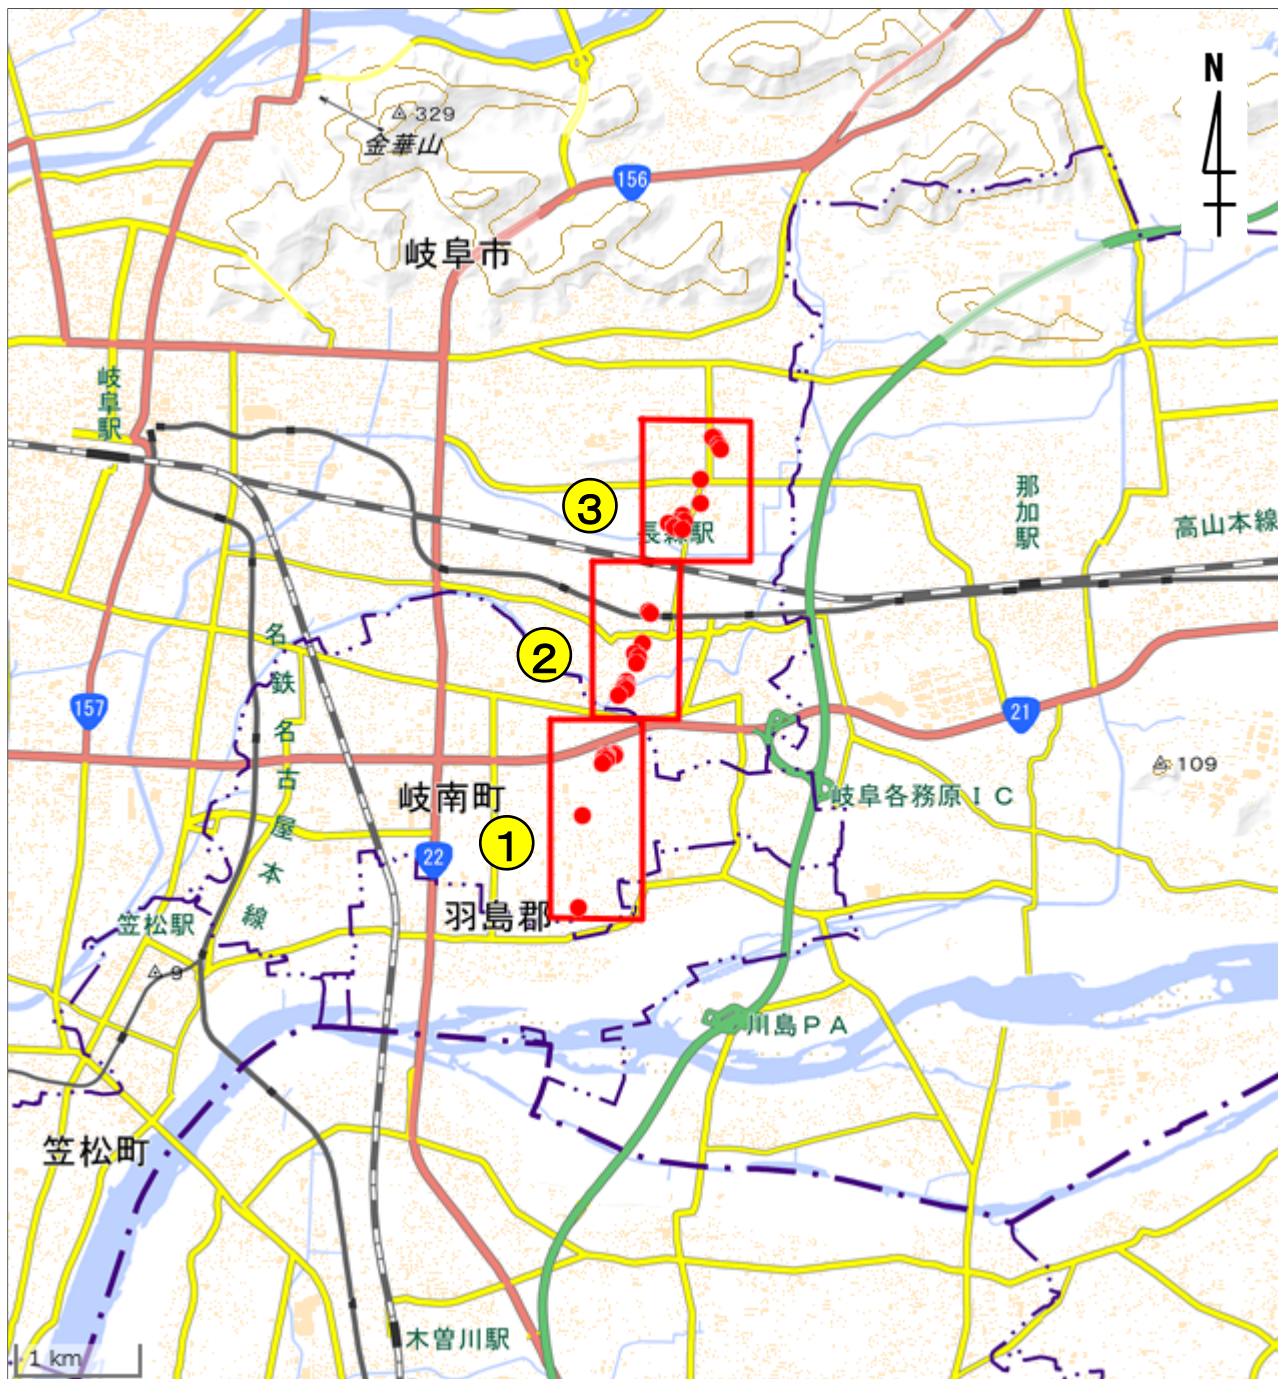 N
329
金華山
156
岐阜市
岐阜駅
那加駅
高山本線
③
長森駅
②
名鉄名古屋本線
157
21
109
岐阜各務原IC
岐南町
①
22
羽島郡
笠松駅
9
川島PA
笠松町
木曽川駅
1 km